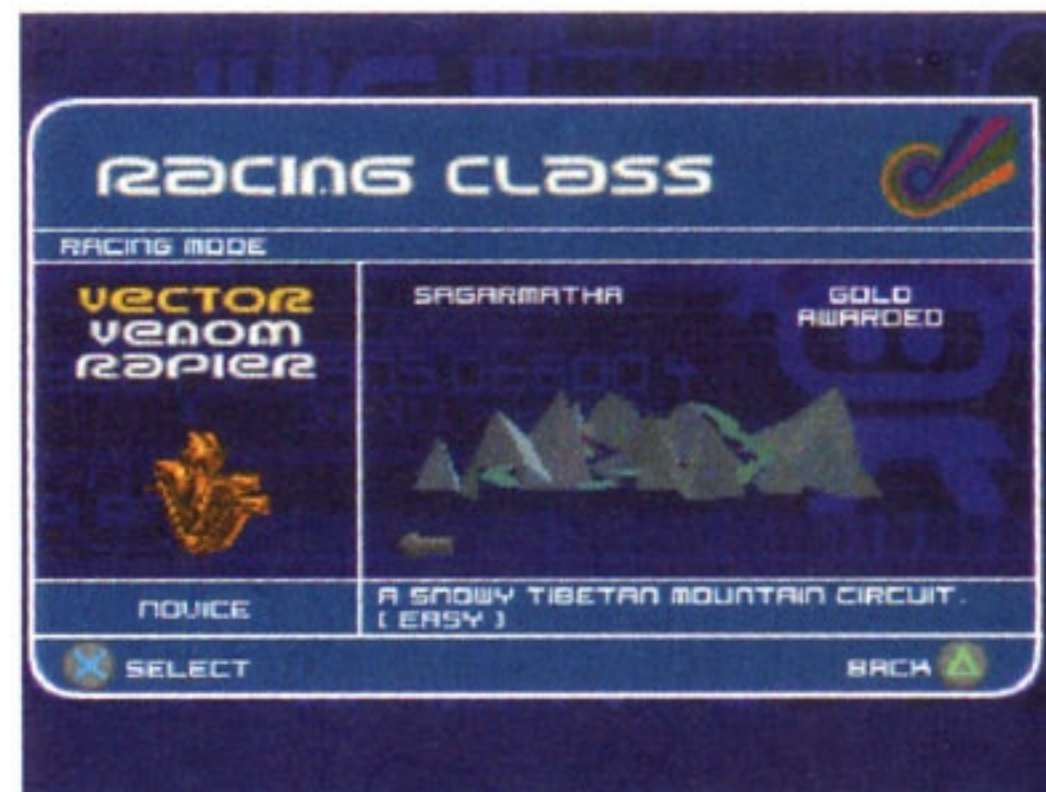 RACING CLASS
RACING MODE
VECTOR
VENOM
RAPIER
SAGARMATHA
GOLD
AWARDED
NOVICE
A SNOWY TIBETAN MOUNTAIN CIRCUIT.
( EASY )
SELECT
BACK